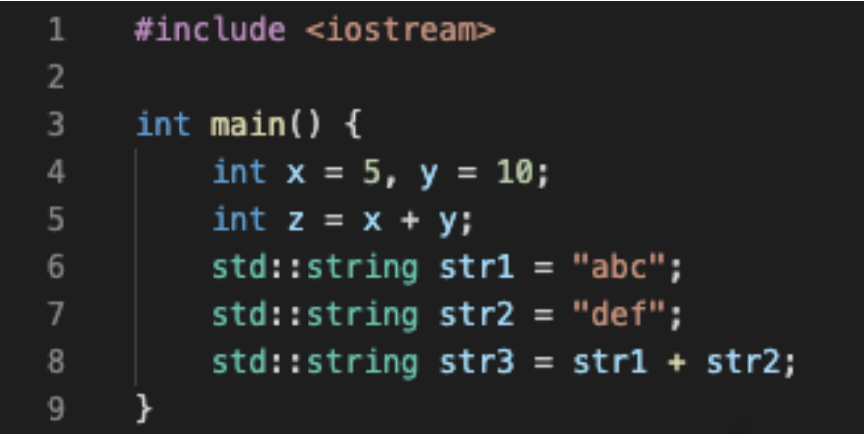 1 #include <iostream>
2
3 int main() {
4     int x = 5, y = 10;
5     int z = x + y;
6     std::string str1 = "abc";
7     std::string str2 = "def";
8     std::string str3 = str1 + str2;
9 }